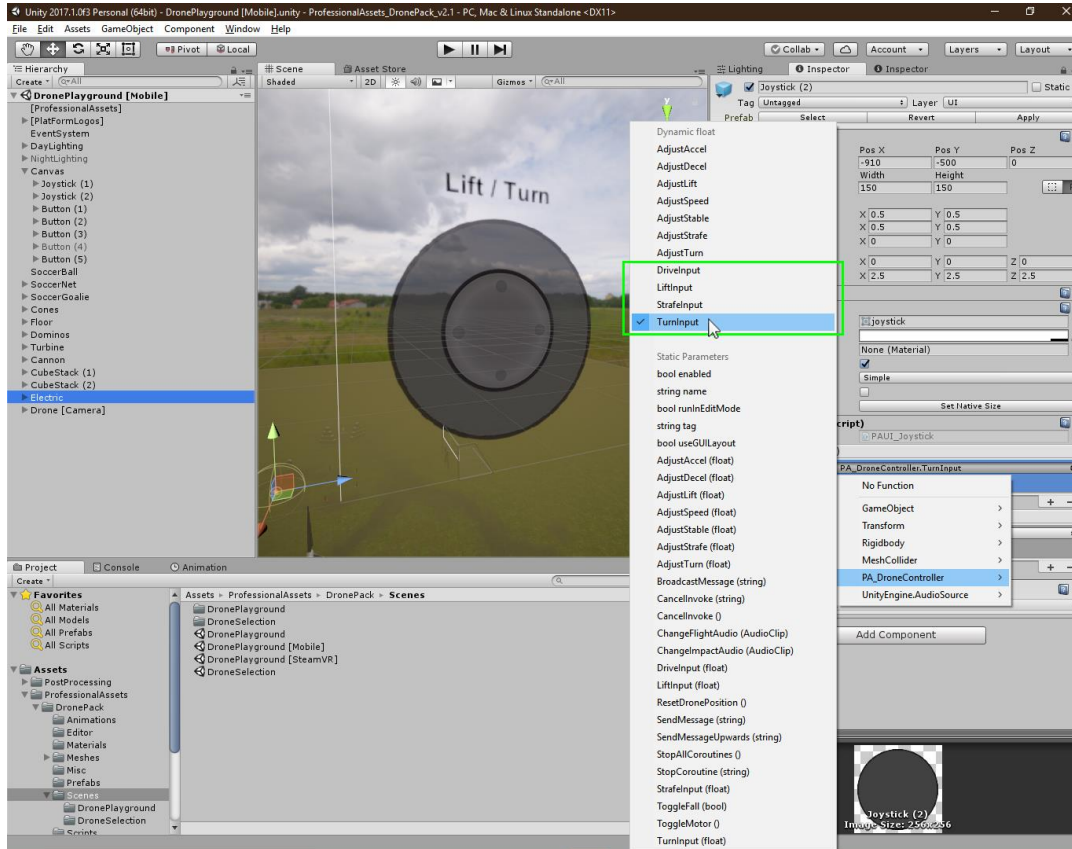 Unity 2017.1.0f3 Personal (64bit) - DronePlayground [Mobile].unity - ProfessionalAssets_DronePack_v2.1 - PC, Mac & Linux Standalone <DX11>
File Edit Assets GameObject Component Window Help
Pivot Local Collab Account Layers Layout
Hierarchy
Create All
DronePlayground [Mobile]
[ProfessionalAssets]
[PlatFormLogos]
EventSystem
DayLighting
NightLighting
Canvas
Joystick (1)
Joystick (2)
Button (1)
Button (2)
Button (3)
Button (4)
Button (5)
SoccerBall
SoccerNet
SoccerGoalie
Cones
Floor
Dominos
Turbine
Cannon
CubeStack (1)
CubeStack (2)
Electric
Drone [Camera]
Scene Asset Store
Shaded 2D Gizmos All
Lift / Turn
Y
Dynamic float
AdjustAccel
AdjustDecel
AdjustLift
AdjustSpeed
AdjustStable
AdjustStrafe
AdjustTurn
DriveInput
LiftInput
StrafeInput
TurnInput
Static Parameters
bool enabled
string name
bool runInEditMode
string tag
bool useGUILayout
AdjustAccel (float)
AdjustDecel (float)
AdjustLift (float)
AdjustSpeed (float)
AdjustStable (float)
AdjustStrafe (float)
AdjustTurn (float)
BroadcastMessage (string)
CancelInvoke (string)
CancelInvoke ()
ChangeFlightAudio (AudioClip)
ChangeImpactAudio (AudioClip)
DriveInput (float)
LiftInput (float)
ResetDronePosition ()
SendMessage (string)
SendMessageUpwards (string)
StopAllCoroutines ()
StopCoroutine (string)
StrafeInput (float)
ToggleFall (bool)
ToggleMotor ()
TurnInput (float)
Lighting Inspector Inspector
Joystick (2) Static
Tag Untagged Layer UI
Prefab Select Revert Apply
Pos X Pos Y Pos Z
-910 -500 0
Width Height
150 150
X 0.5 Y 0.5
X 0.5 Y 0.5
X 0 Y 0
X 0 Y 0 Z 0
X 2.5 Y 2.5 Z 2.5
joystick
None (Material)
Simple
Set Native Size
cript)
PAUI_Joystick
PA_DroneController.TurnInput
No Function
GameObject
Transform
Rigidbody
MeshCollider
PA_DroneController
UnityEngine.AudioSource
Add Component
Joystick (2)
Image Size: 256x256
Project Console Animation
Create
Favorites
All Materials
All Models
All Prefabs
All Scripts
Assets
PostProcessing
ProfessionalAssets
DronePack
Animations
Editor
Materials
Meshes
Misc
Prefabs
Scenes
DronePlayground
DroneSelection
Scripts
Assets ▸ ProfessionalAssets ▸ DronePack ▸ Scenes
DronePlayground
DroneSelection
DronePlayground
DronePlayground [Mobile]
DronePlayground [SteamVR]
DroneSelection